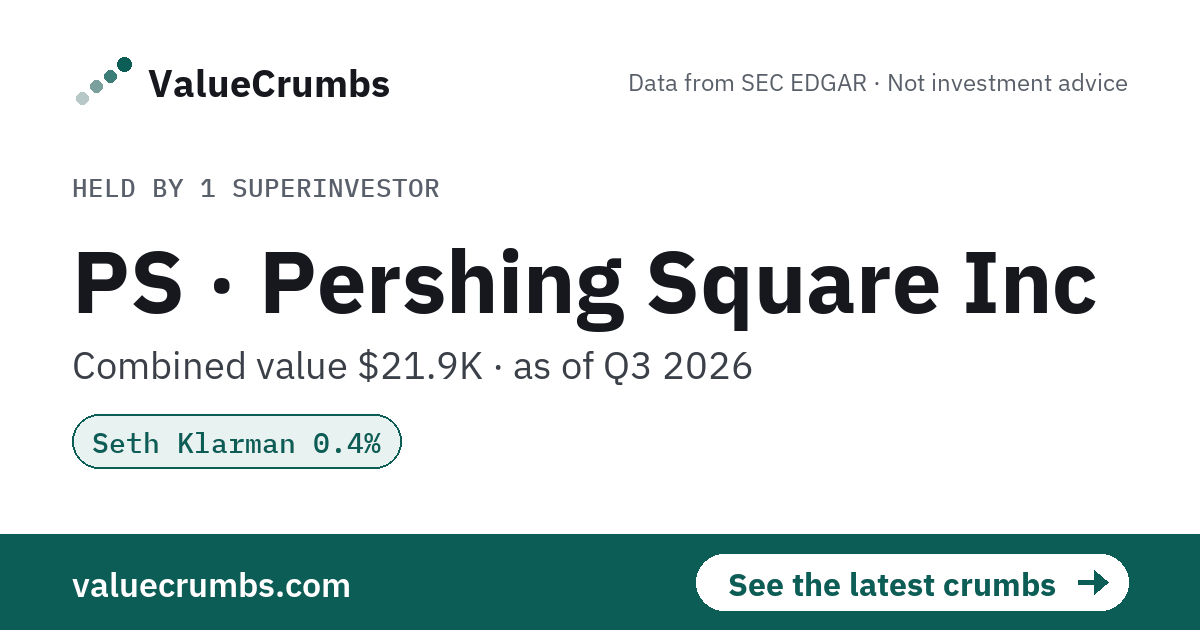 ValueCrumbs
Data from SEC EDGAR · Not investment advice
HELD BY 1 SUPERINVESTOR
PS · Pershing Square Inc
Combined value $21.9K · as of Q3 2026
Seth Klarman 0.4%
valuecrumbs.com
See the latest crumbs →